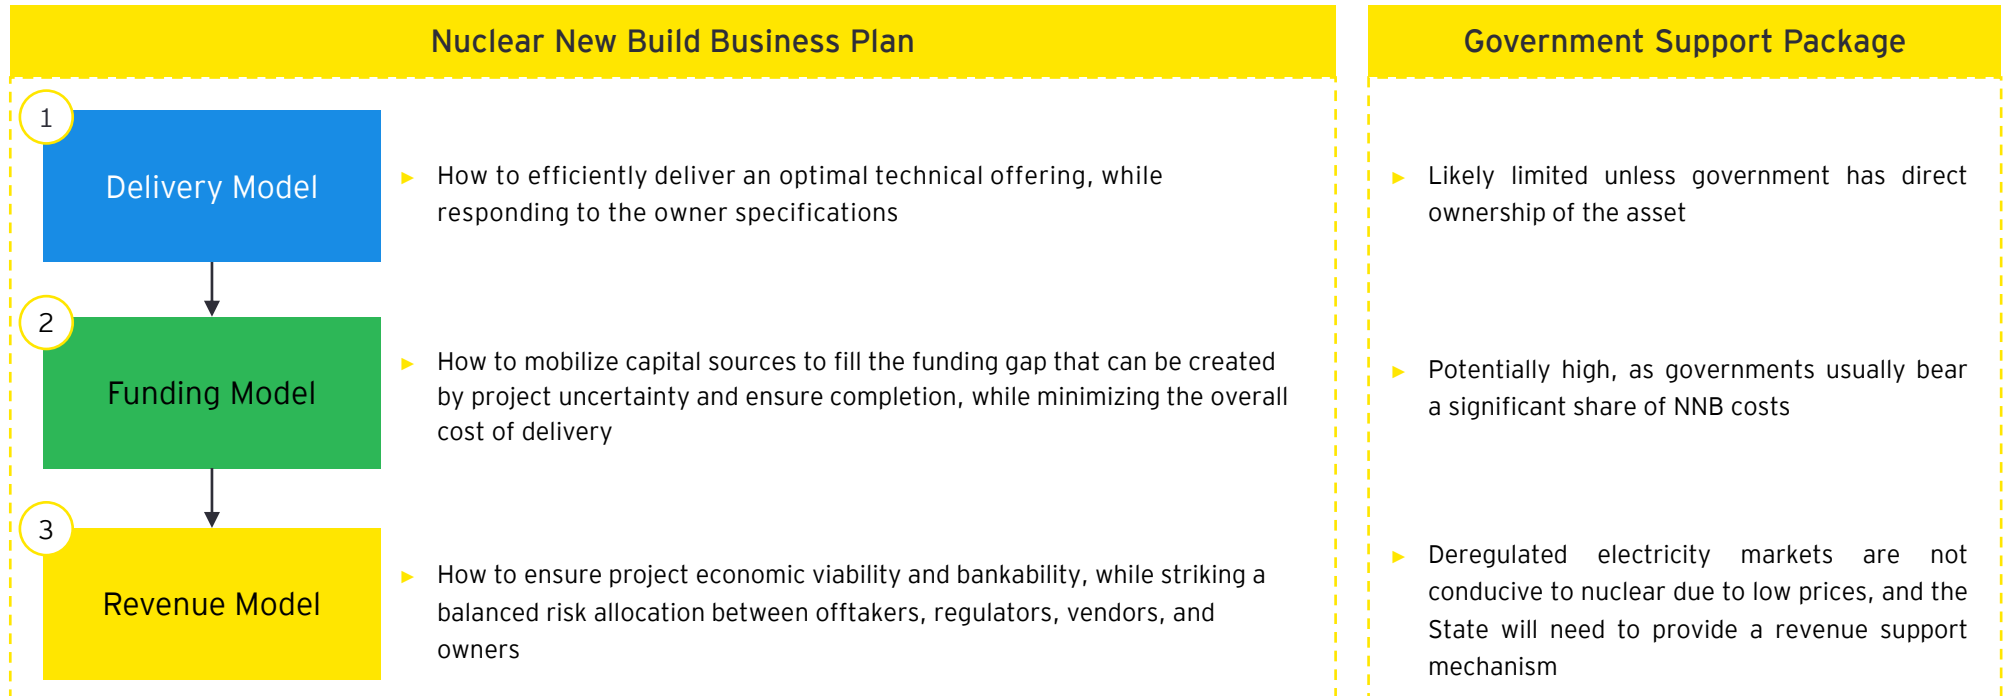 Nuclear New Build Business Plan
Government Support Package
1
Delivery Model
► How to efficiently deliver an optimal technical offering, while
responding to the owner specifications
► Likely limited unless government has direct
ownership of the asset
2
Funding Model
► How to mobilize capital sources to fill the funding gap that can be created
by project uncertainty and ensure completion, while minimizing the overall
cost of delivery
► Potentially high, as governments usually bear
a significant share of NNB costs
3
Revenue Model
► How to ensure project economic viability and bankability, while striking a
balanced risk allocation between offtakers, regulators, vendors, and
owners
► Deregulated electricity markets are not
conducive to nuclear due to low prices, and the
State will need to provide a revenue support
mechanism